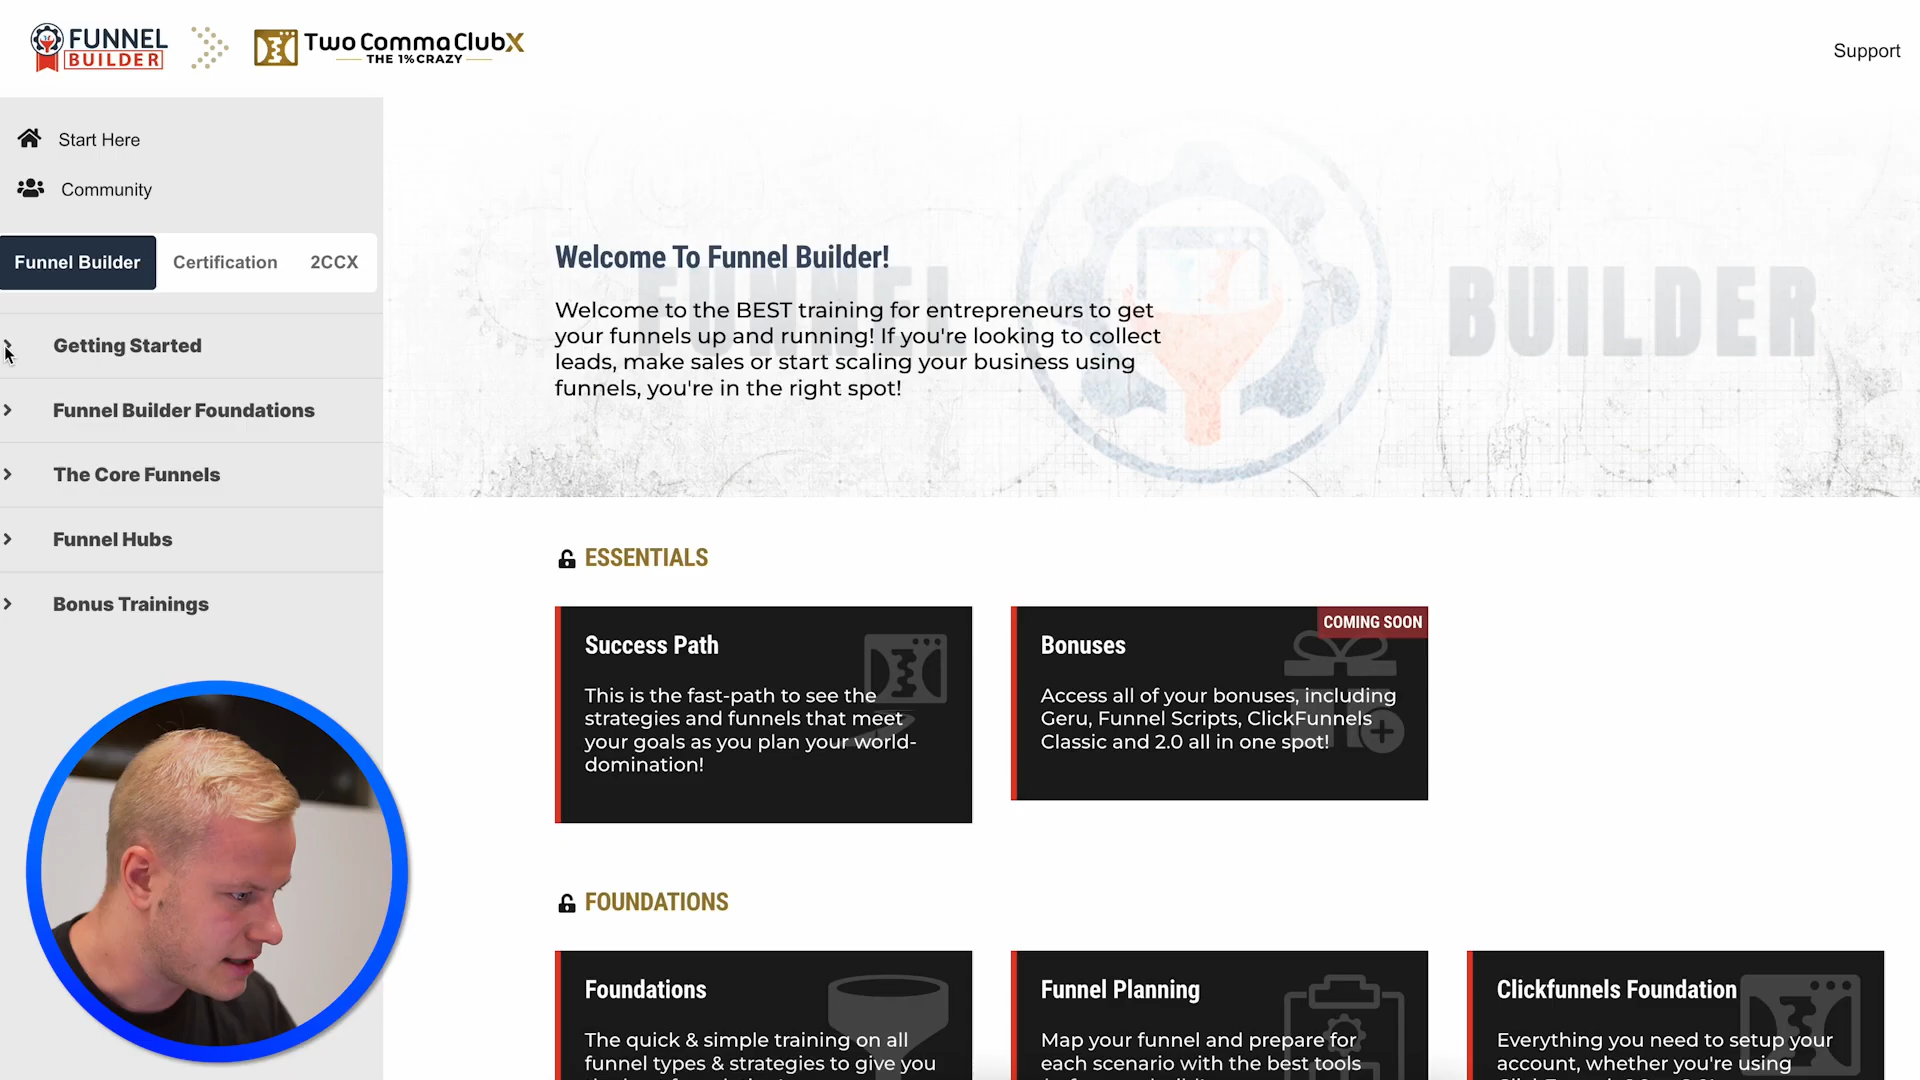 FUNNEL
BUILDER
TwoCommaClubX
THE 1% CRAZY
Support
Start Here
Community
Funnel Builder
Certification
2CCX
Getting Started
Funnel Builder Foundations
The Core Funnels
Funnel Hubs
Bonus Trainings
FUNNEL
BUILDER
Welcome To Funnel Builder!
Welcome to the BEST training for entrepreneurs to get
your funnels up and running! If you're looking to collect
leads, make sales or start scaling your business using
funnels, you're in the right spot!
ESSENTIALS
Success Path
This is the fast-path to see the
strategies and funnels that meet
your goals as you plan your world-
domination!
COMING SOON
Bonuses
Access all of your bonuses, including
Geru, Funnel Scripts, ClickFunnels
Classic and 2.0 all in one spot!
FOUNDATIONS
Foundations
The quick & simple training on all
funnel types & strategies to give you
Funnel Planning
Map your funnel and prepare for
each scenario with the best tools
Clickfunnels Foundation
Everything you need to setup your
account, whether you're using